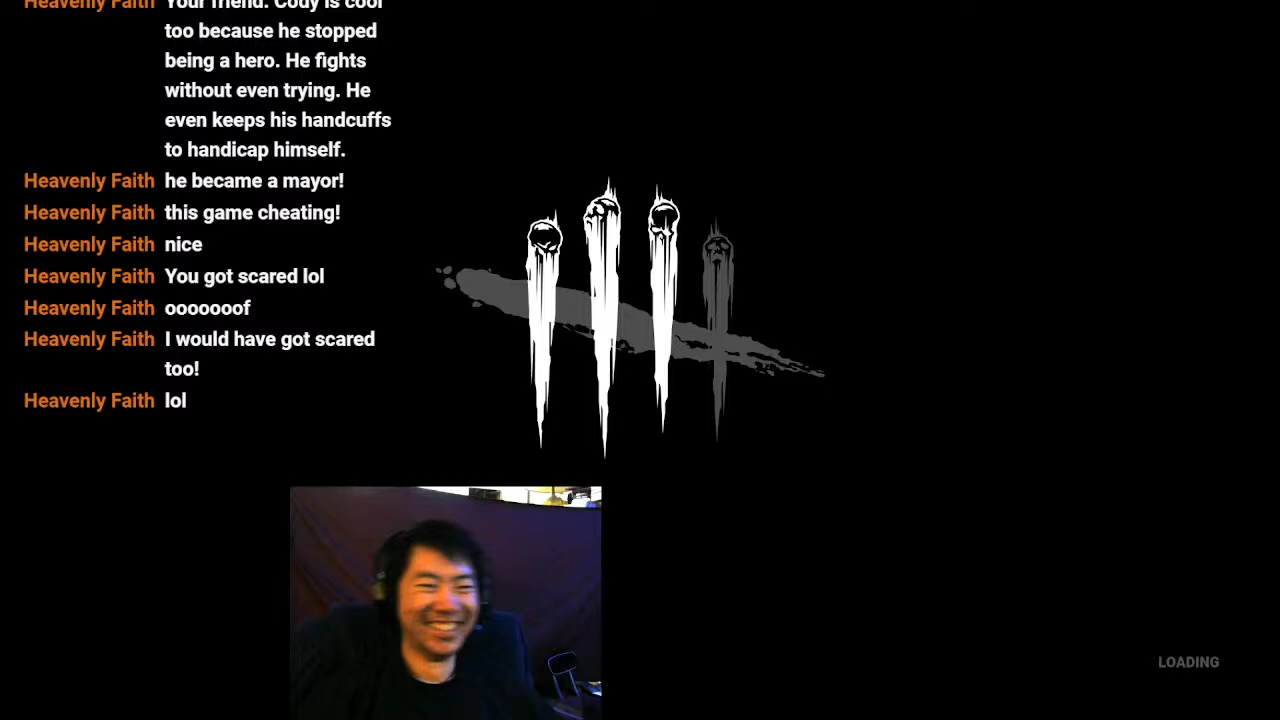 Heavenly Faith Your friend. Cody is cool
too because he stopped
being a hero. He fights
without even trying. He
even keeps his handcuffs
to handicap himself.
Heavenly Faith he became a mayor!
Heavenly Faith this game cheating!
Heavenly Faith nice
Heavenly Faith You got scared lol
Heavenly Faith ooooooof
Heavenly Faith I would have got scared
too!
Heavenly Faith lol
LOADING